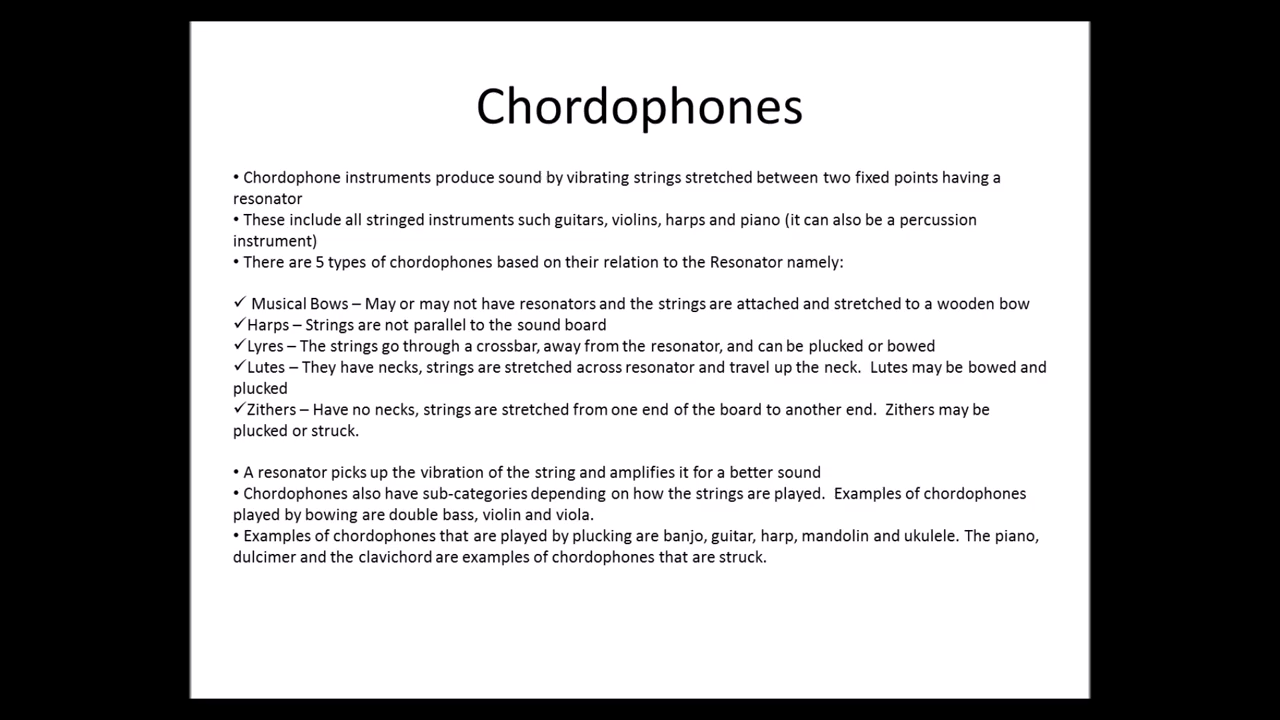 Chordophones
• Chordophone instruments produce sound by vibrating strings stretched between two fixed points having a
resonator
• These include all stringed instruments such guitars, violins, harps and piano (it can also be a percussion
instrument)
• There are 5 types of chordophones based on their relation to the Resonator namely:
✓ Musical Bows – May or may not have resonators and the strings are attached and stretched to a wooden bow
✓Harps – Strings are not parallel to the sound board
✓Lyres – The strings go through a crossbar, away from the resonator, and can be plucked or bowed
✓Lutes – They have necks, strings are stretched across resonator and travel up the neck.  Lutes may be bowed and
plucked
✓Zithers – Have no necks, strings are stretched from one end of the board to another end.  Zithers may be
plucked or struck.
• A resonator picks up the vibration of the string and amplifies it for a better sound
• Chordophones also have sub-categories depending on how the strings are played.  Examples of chordophones
played by bowing are double bass, violin and viola.
• Examples of chordophones that are played by plucking are banjo, guitar, harp, mandolin and ukulele. The piano,
dulcimer and the clavichord are examples of chordophones that are struck.